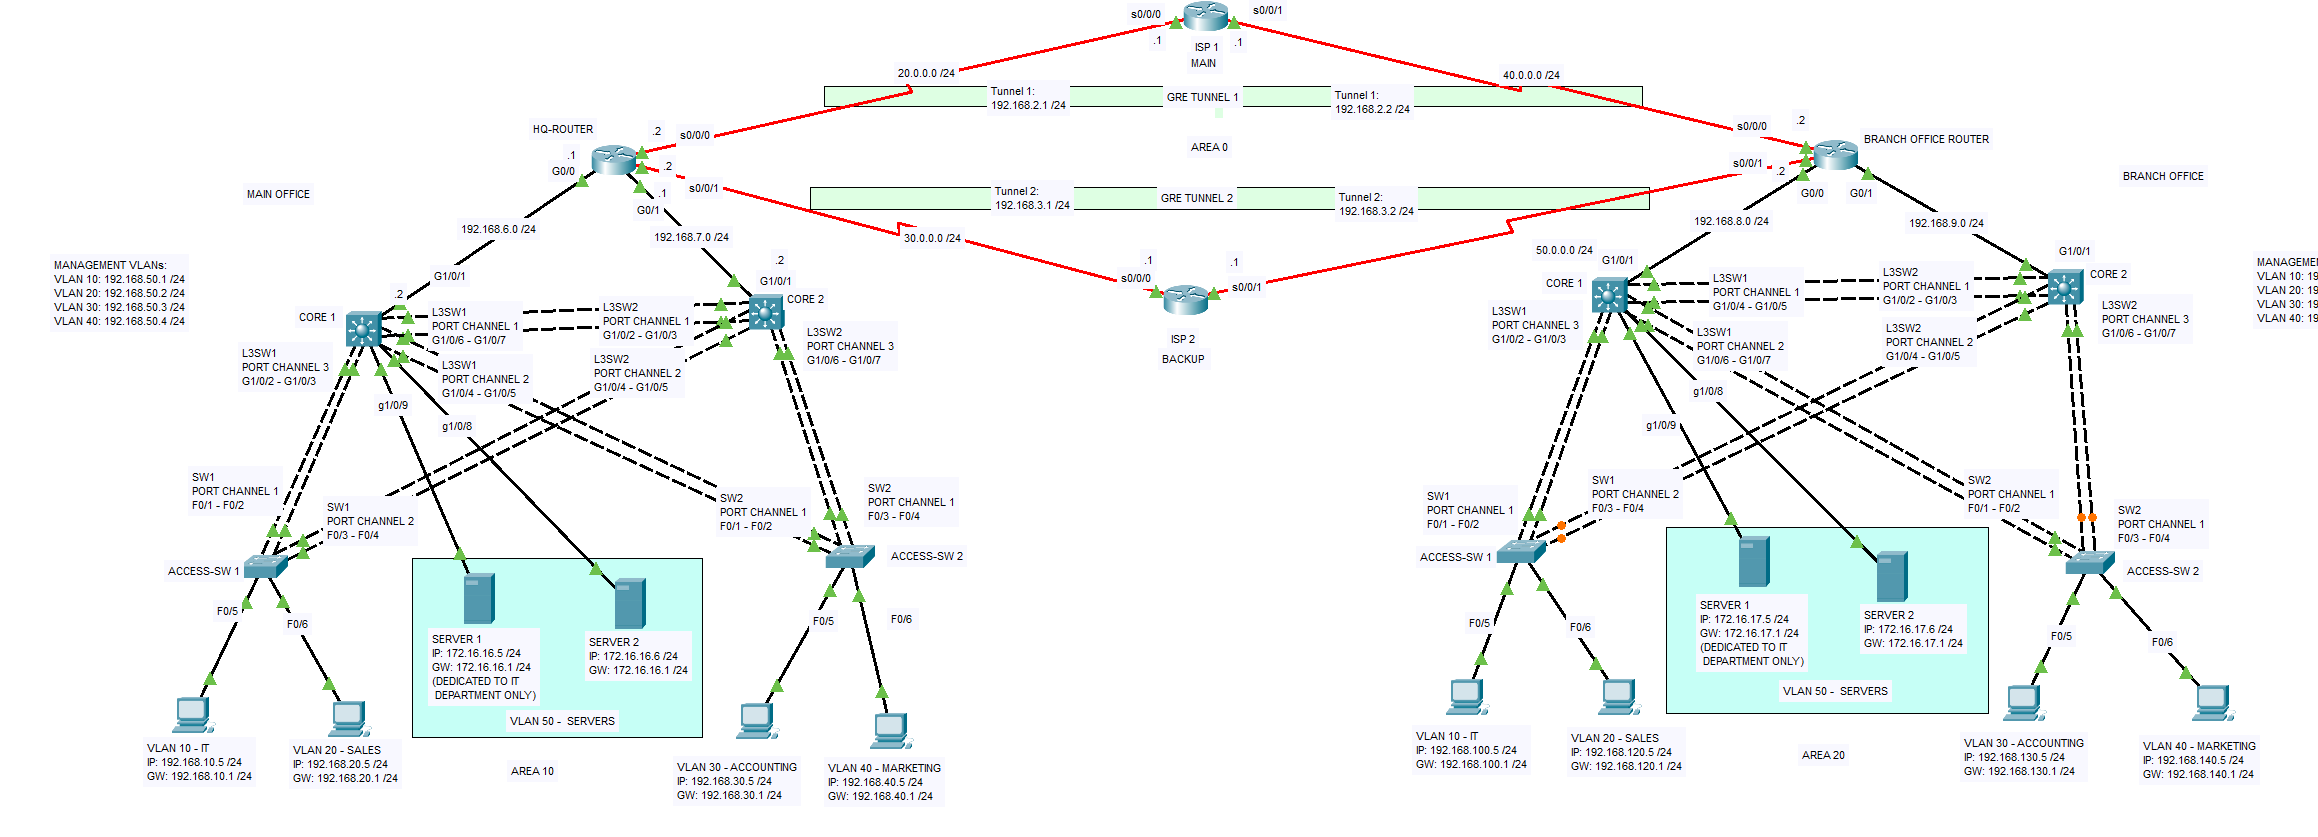 s0/0/0
s0/0/1
.1
.1
ISP 1
MAIN
20.0.0.0 /24
40.0.0.0 /24
Tunnel 1:
192.168.2.1 /24
GRE TUNNEL 1
Tunnel 1:
192.168.2.2 /24
HQ-ROUTER
.2
s0/0/0
.1
G0/0
.2
s0/0/1
.1
G0/1
AREA 0
.2
s0/0/0
BRANCH OFFICE ROUTER
s0/0/1
.2
G0/0
G0/1
MAIN OFFICE
BRANCH OFFICE
Tunnel 2:
192.168.3.1 /24
GRE TUNNEL 2
Tunnel 2:
192.168.3.2 /24
192.168.6.0 /24
192.168.7.0 /24
30.0.0.0 /24
192.168.8.0 /24
192.168.9.0 /24
50.0.0.0 /24
MANAGEMENT VLANs:
VLAN 10: 192.168.50.1 /24
VLAN 20: 192.168.50.2 /24
VLAN 30: 192.168.50.3 /24
VLAN 40: 192.168.50.4 /24
G1/0/1
.2
CORE 1
.2
G1/0/1
CORE 2
.1
s0/0/0
.1
s0/0/1
ISP 2
BACKUP
G1/0/1
CORE 1
G1/0/1
CORE 2
MANAGEMEN
VLAN 10: 19
VLAN 20: 19
VLAN 30: 19
VLAN 40: 19
L3SW1
PORT CHANNEL 1
G1/0/6 - G1/0/7
L3SW2
PORT CHANNEL 1
G1/0/2 - G1/0/3
L3SW2
PORT CHANNEL 3
G1/0/6 - G1/0/7
L3SW1
PORT CHANNEL 3
G1/0/2 - G1/0/3
L3SW1
PORT CHANNEL 2
G1/0/4 - G1/0/5
L3SW2
PORT CHANNEL 2
G1/0/4 - G1/0/5
L3SW1
PORT CHANNEL 1
G1/0/4 - G1/0/5
L3SW2
PORT CHANNEL 1
G1/0/2 - G1/0/3
L3SW2
PORT CHANNEL 3
G1/0/6 - G1/0/7
L3SW1
PORT CHANNEL 3
G1/0/2 - G1/0/3
L3SW1
PORT CHANNEL 2
G1/0/6 - G1/0/7
L3SW2
PORT CHANNEL 2
G1/0/4 - G1/0/5
g1/0/9
g1/0/8
g1/0/9
g1/0/8
SW1
PORT CHANNEL 1
F0/1 - F0/2
SW1
PORT CHANNEL 2
F0/3 - F0/4
SW2
PORT CHANNEL 1
F0/1 - F0/2
SW2
PORT CHANNEL 1
F0/3 - F0/4
SW1
PORT CHANNEL 1
F0/1 - F0/2
SW1
PORT CHANNEL 2
F0/3 - F0/4
SW2
PORT CHANNEL 1
F0/1 - F0/2
SW2
PORT CHANNEL 1
F0/3 - F0/4
ACCESS-SW 1
ACCESS-SW 2
ACCESS-SW 1
ACCESS-SW 2
F0/5
F0/6
F0/5
F0/6
F0/5
F0/6
F0/5
F0/6
SERVER 1
IP: 172.16.16.5 /24
GW: 172.16.16.1 /24
(DEDICATED TO IT
DEPARTMENT ONLY)
SERVER 2
IP: 172.16.16.6 /24
GW: 172.16.16.1 /24
VLAN 50 - SERVERS
AREA 10
SERVER 1
IP: 172.16.17.5 /24
GW: 172.16.17.1 /24
(DEDICATED TO IT
DEPARTMENT ONLY)
SERVER 2
IP: 172.16.17.6 /24
GW: 172.16.17.1 /24
VLAN 50 - SERVERS
AREA 20
VLAN 10 - IT
IP: 192.168.10.5 /24
GW: 192.168.10.1 /24
VLAN 20 - SALES
IP: 192.168.20.5 /24
GW: 192.168.20.1 /24
VLAN 30 - ACCOUNTING
IP: 192.168.30.5 /24
GW: 192.168.30.1 /24
VLAN 40 - MARKETING
IP: 192.168.40.5 /24
GW: 192.168.40.1 /24
VLAN 10 - IT
IP: 192.168.100.5 /24
GW: 192.168.100.1 /24
VLAN 20 - SALES
IP: 192.168.120.5 /24
GW: 192.168.120.1 /24
VLAN 30 - ACCOUNTING
IP: 192.168.130.5 /24
GW: 192.168.130.1 /24
VLAN 40 - MARKETING
IP: 192.168.140.5 /24
GW: 192.168.140.1 /24